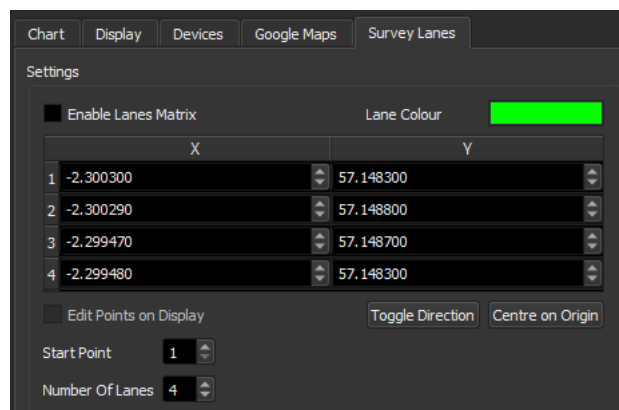 Chart Display Devices Google Maps Survey Lanes
Settings
Enable Lanes Matrix Lane Colour
X Y
1 -2.300300 57.148300
2 -2.300290 57.148800
3 -2.299470 57.148700
4 -2.299480 57.148300
Edit Points on Display Toggle Direction Centre on Origin
Start Point 1
Number Of Lanes 4